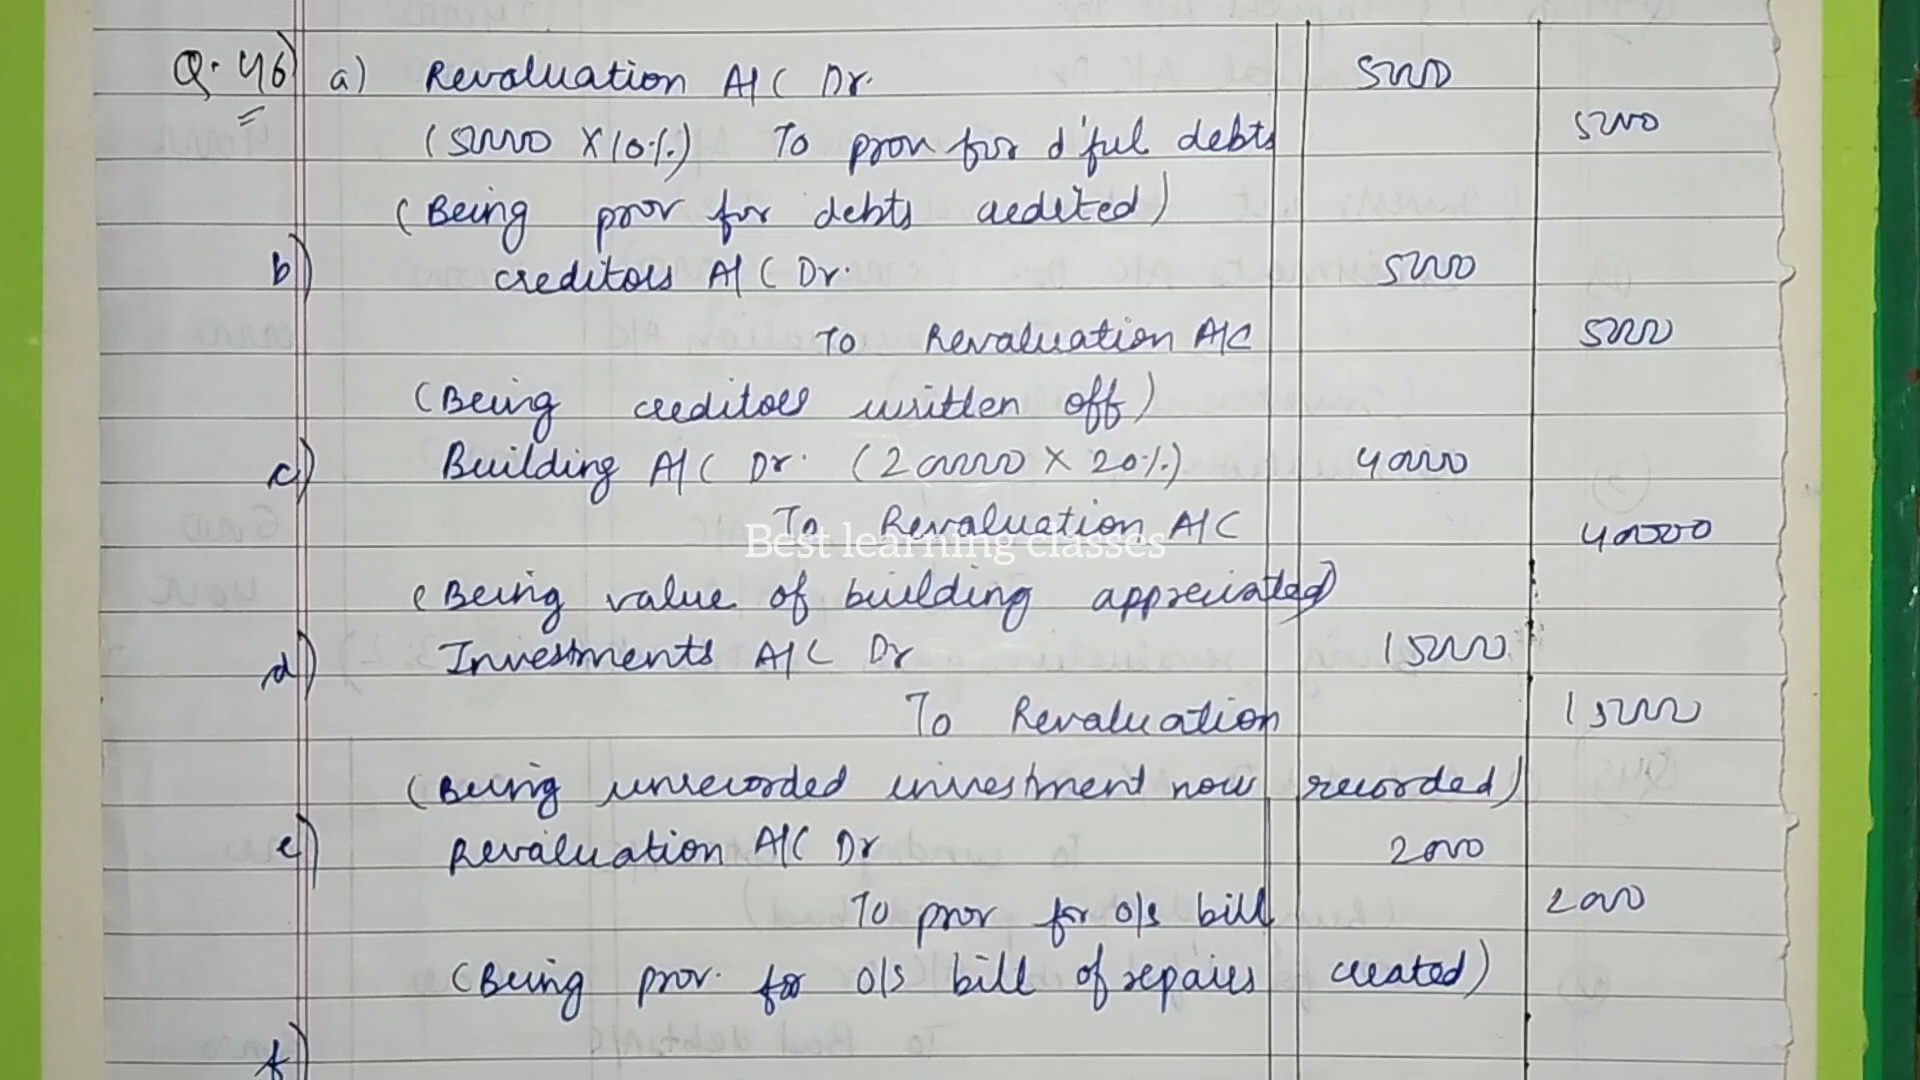 Q. 46) a) Revaluation A/C Dr. 5000
(50000 X 10%) To prov for d'ful debts 5000
(Being prov for debts credited)
b) creditors A/C Dr. 5000
To Revaluation A/C 5000
(Being creditors written off)
c) Building A/C Dr. (200000 X 20%) 40000
To Revaluation A/C 40000
Best learning classes
(Being value of building appreciated)
d) Investments A/C Dr 15000
To Revaluation 15000
(Being unrecorded investment now recorded)
e) Revaluation A/C Dr 2000
To prov for o/s bill 2000
(Being prov. for o/s bill of repairs created)
f)